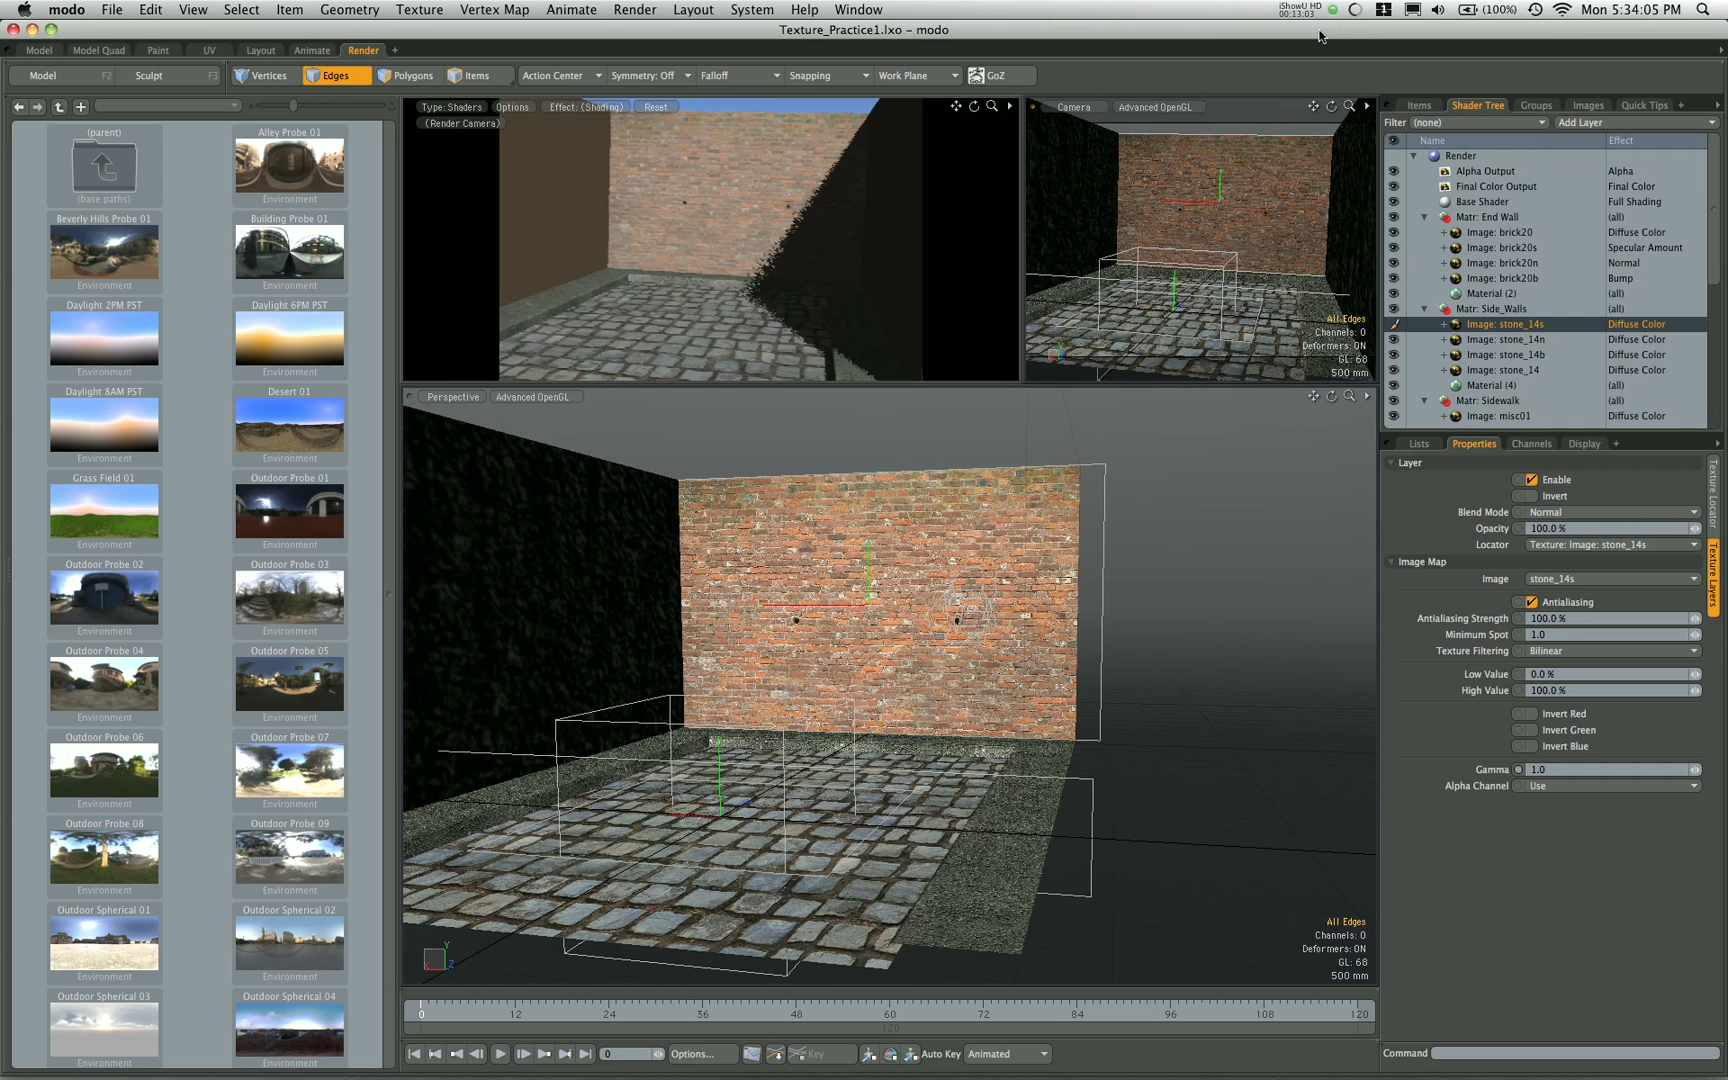 modo File Edit View Select Item Geometry Texture Vertex Map Animate Render Layout System Help Window
iShowU HD
00:13:03
1 (100%) Mon 5:34:05 PM
Texture_Practice1.lxo - modo
Model Model Quad Paint UV Layout Animate Render +
Model F2 Sculpt F3 Vertices Edges Polygons Items Action Center Symmetry: Off Falloff Snapping Work Plane GoZ
(parent)
(base paths)
Alley Probe 01
Environment
Beverly Hills Probe 01
Environment
Building Probe 01
Environment
Daylight 2PM PST
Environment
Daylight 6PM PST
Environment
Daylight 8AM PST
Environment
Desert 01
Environment
Grass Field 01
Environment
Outdoor Probe 01
Environment
Outdoor Probe 02
Environment
Outdoor Probe 03
Environment
Outdoor Probe 04
Environment
Outdoor Probe 05
Environment
Outdoor Probe 06
Environment
Outdoor Probe 07
Environment
Outdoor Probe 08
Environment
Outdoor Probe 09
Environment
Outdoor Spherical 01
Environment
Outdoor Spherical 02
Environment
Outdoor Spherical 03
Environment
Outdoor Spherical 04
Environment
Type: Shaders Options Effect: (Shading) Reset
(Render Camera)
Camera Advanced OpenGL
All Edges
Channels: 0
Deformers: ON
GL: 68
500 mm
Perspective Advanced OpenGL
All Edges
Channels: 0
Deformers: ON
GL: 68
500 mm
Y
Z
0 12 24 36 48 60 72 84 96 108 120
120
0 Options... Key Auto Key Animated
Items Shader Tree Groups Images Quick Tips +
Filter (none) Add Layer
Name Effect
Render
Alpha Output Alpha
Final Color Output Final Color
Base Shader Full Shading
Matr: End Wall (all)
Image: brick20 Diffuse Color
Image: brick20s Specular Amount
Image: brick20n Normal
Image: brick20b Bump
Material (2) (all)
Matr: Side_Walls (all)
Image: stone_14s Diffuse Color
Image: stone_14n Diffuse Color
Image: stone_14b Diffuse Color
Image: stone_14 Diffuse Color
Material (4) (all)
Matr: Sidewalk (all)
Image: misc01 Diffuse Color
Lists Properties Channels Display +
Layer
Enable
Invert
Blend Mode Normal
Opacity 100.0 %
Locator Texture: Image: stone_14s
Image Map
Image stone_14s
Antialiasing
Antialiasing Strength 100.0 %
Minimum Spot 1.0
Texture Filtering Bilinear
Low Value 0.0 %
High Value 100.0 %
Invert Red
Invert Green
Invert Blue
Gamma 1.0
Alpha Channel Use
Texture Locator
Texture Layers
Command